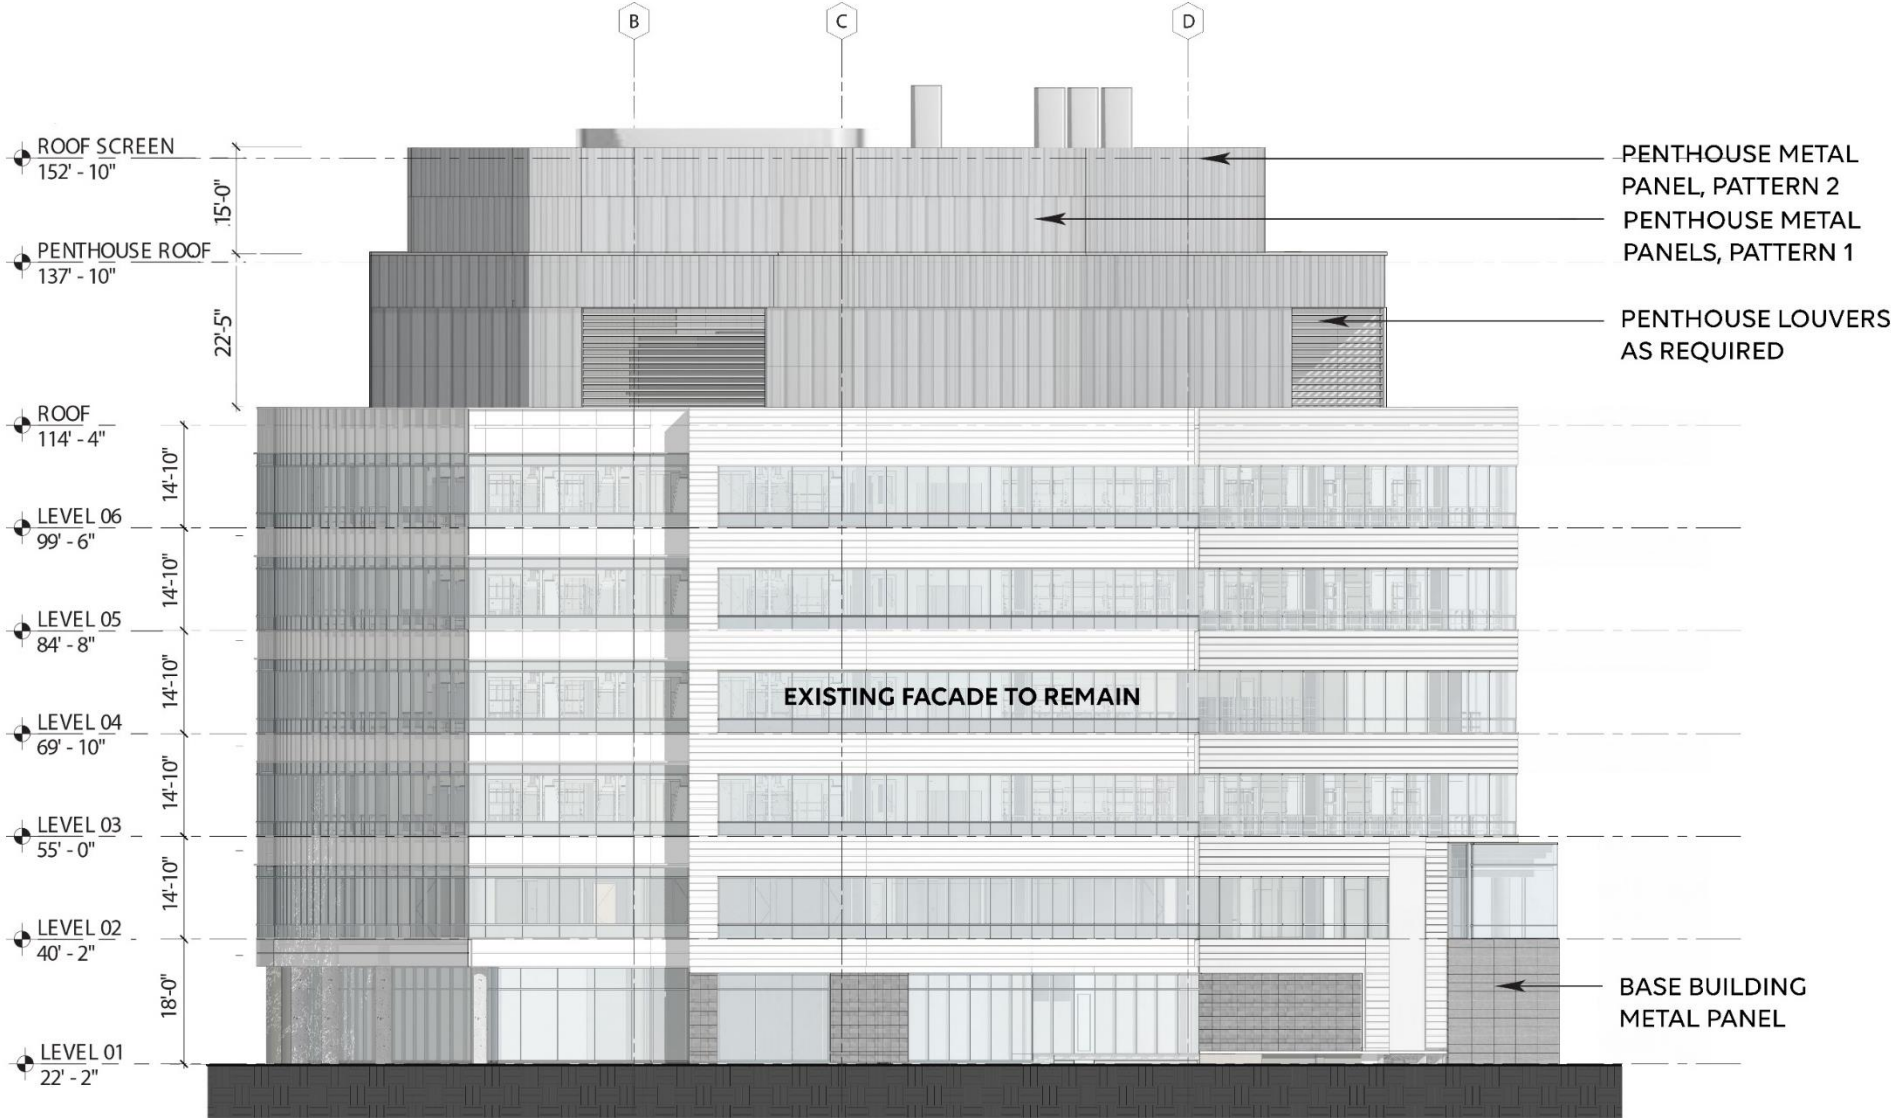 B
C
D
ROOF SCREEN
152' - 10"
15'-0"
PENTHOUSE ROOF
137' - 10"
22'-5"
ROOF
114' - 4"
14'-10"
LEVEL 06
99' - 6"
14'-10"
LEVEL 05
84' - 8"
14'-10"
LEVEL 04
69' - 10"
14'-10"
LEVEL 03
55' - 0"
14'-10"
LEVEL 02
40' - 2"
18'-0"
LEVEL 01
22' - 2"
EXISTING FACADE TO REMAIN
PENTHOUSE METAL
PANEL, PATTERN 2
PENTHOUSE METAL
PANELS, PATTERN 1
PENTHOUSE LOUVERS
AS REQUIRED
BASE BUILDING
METAL PANEL